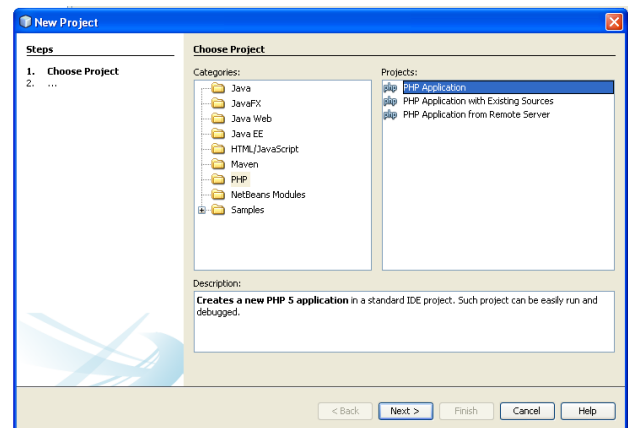 New Project
Steps
1. Choose Project
2. ...
Choose Project
Categories:
Java
JavaFX
Java Web
Java EE
HTML/JavaScript
Maven
PHP
NetBeans Modules
Samples
Projects:
php PHP Application
php PHP Application with Existing Sources
php PHP Application from Remote Server
Description:
Creates a new PHP 5 application in a standard IDE project. Such project can be easily run and
debugged.
< Back Next > Finish Cancel Help